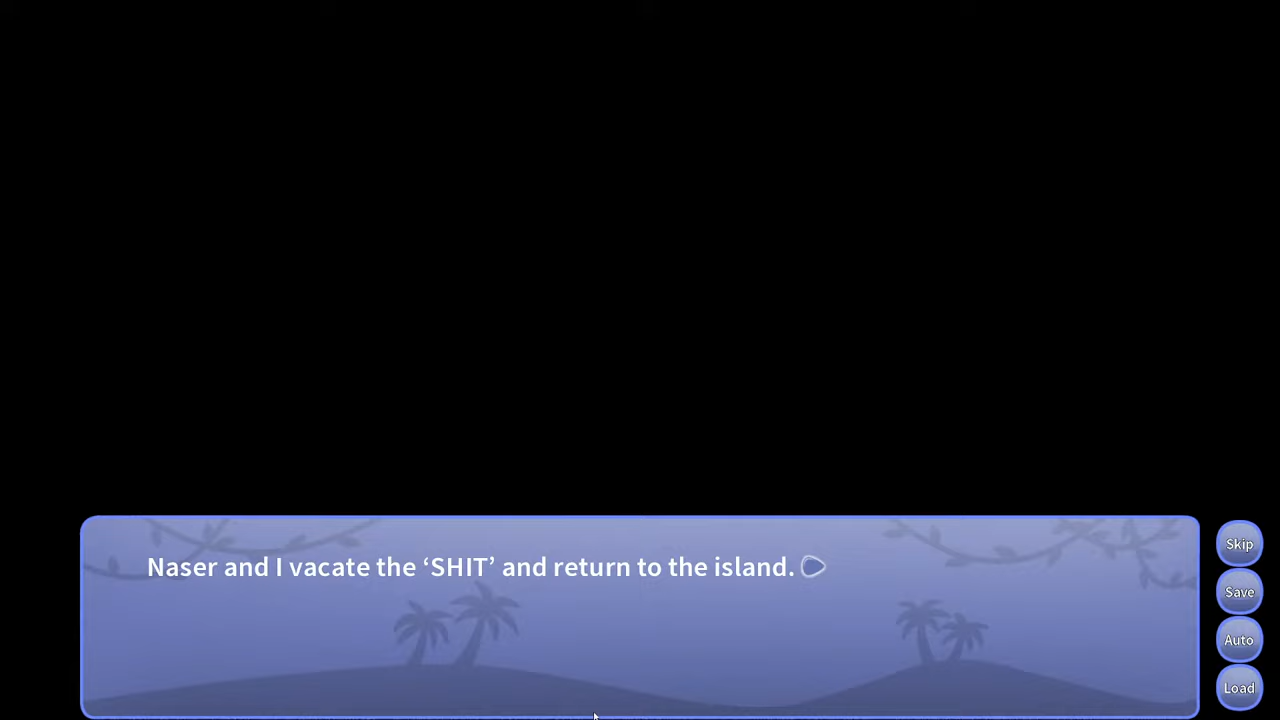 Naser and I vacate the ‘SHIT’ and return to the island.
Skip
Save
Auto
Load